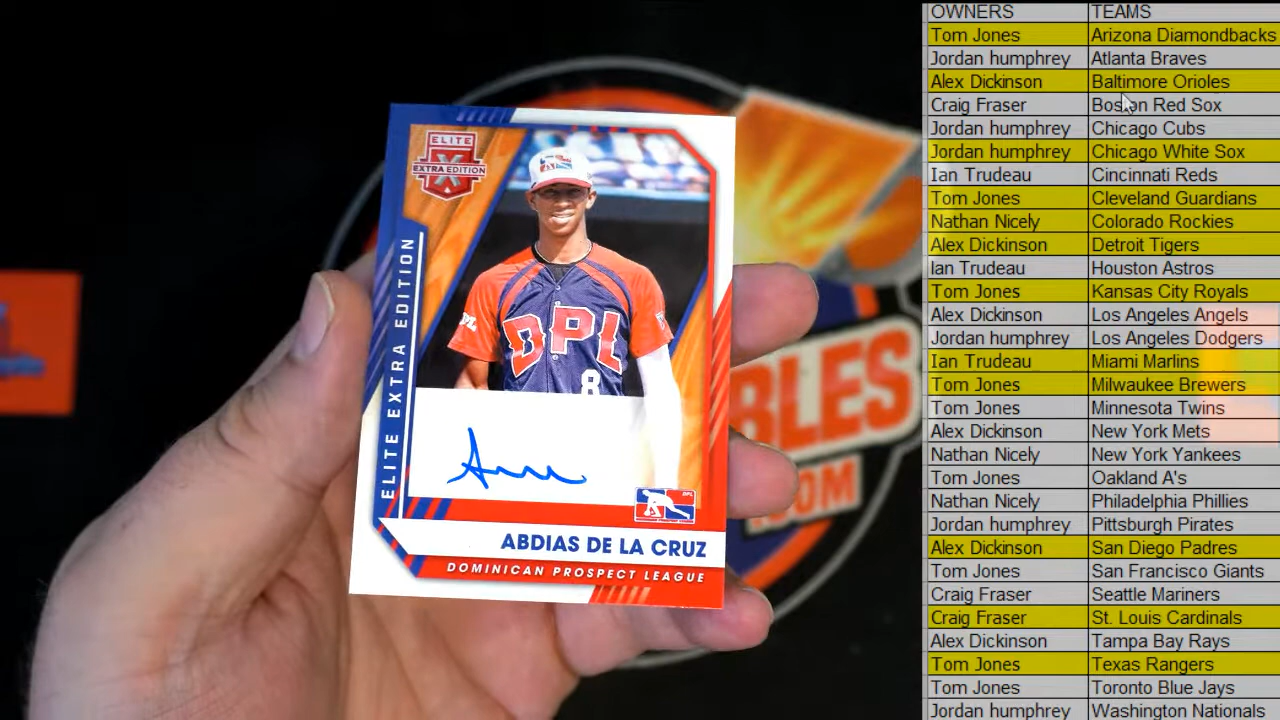 ELITE
EXTRA EDITION
X
ELITE EXTRA EDITION
DPL
8
ABDIAS DE LA CRUZ
DOMINICAN PROSPECT LEAGUE
BLES
.COM
OWNERS TEAMS
Tom Jones Arizona Diamondbacks
Jordan humphrey Atlanta Braves
Alex Dickinson Baltimore Orioles
Craig Fraser Boston Red Sox
Jordan humphrey Chicago Cubs
Jordan humphrey Chicago White Sox
Ian Trudeau Cincinnati Reds
Tom Jones Cleveland Guardians
Nathan Nicely Colorado Rockies
Alex Dickinson Detroit Tigers
Ian Trudeau Houston Astros
Tom Jones Kansas City Royals
Alex Dickinson Los Angeles Angels
Jordan humphrey Los Angeles Dodgers
Ian Trudeau Miami Marlins
Tom Jones Milwaukee Brewers
Tom Jones Minnesota Twins
Alex Dickinson New York Mets
Nathan Nicely New York Yankees
Tom Jones Oakland A's
Nathan Nicely Philadelphia Phillies
Jordan humphrey Pittsburgh Pirates
Alex Dickinson San Diego Padres
Tom Jones San Francisco Giants
Craig Fraser Seattle Mariners
Craig Fraser St. Louis Cardinals
Alex Dickinson Tampa Bay Rays
Tom Jones Texas Rangers
Tom Jones Toronto Blue Jays
Jordan humphrey Washington Nationals